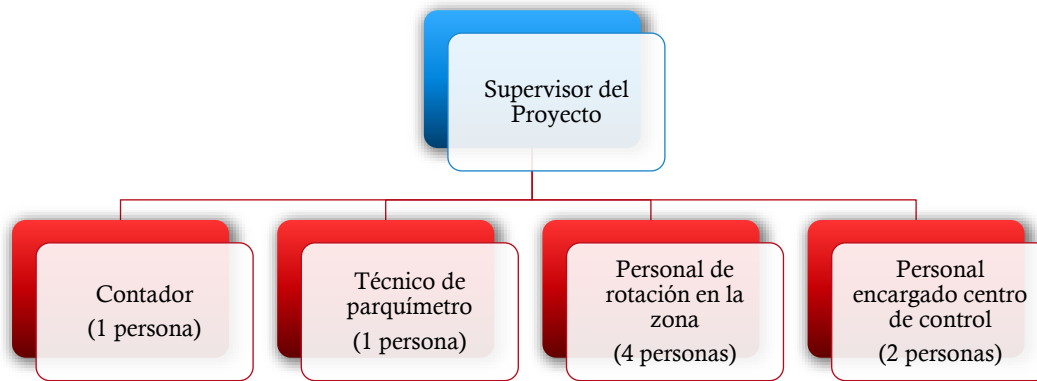 Supervisor del
Proyecto
Contador
(1 persona)
Técnico de
parquímetro
(1 persona)
Personal de
rotación en la
zona
(4 personas)
Personal
encargado centro
de control
(2 personas)